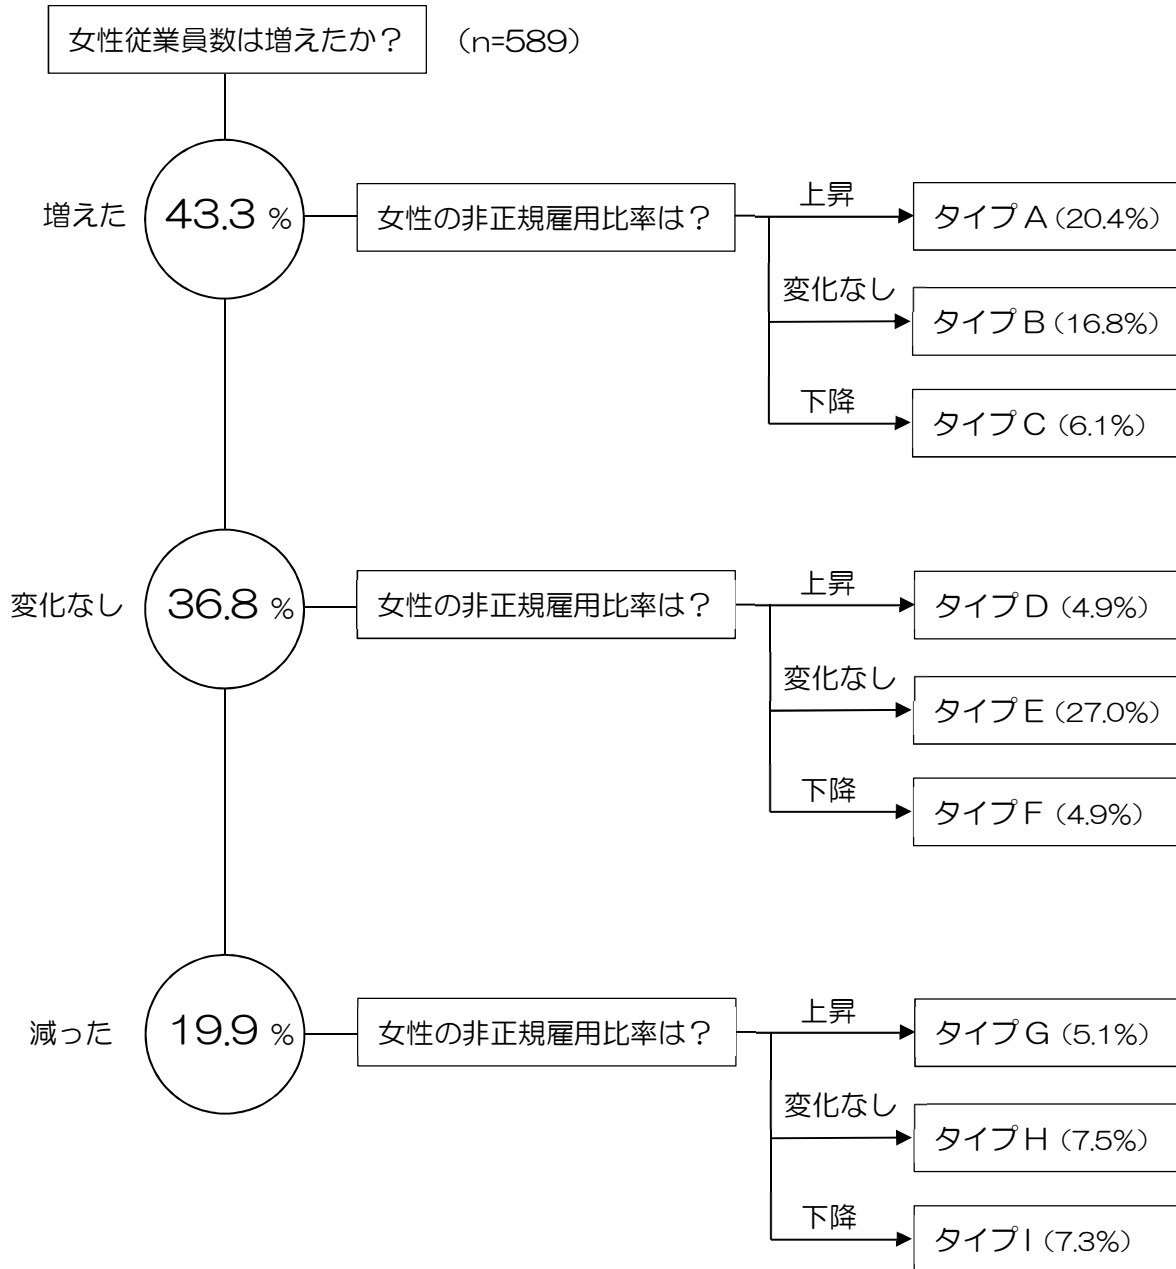 女性従業員数は増えたか？ （n=589）
増えた 43.3 % 女性の非正規雇用比率は？ 上昇 タイプA（20.4%）
変化なし タイプB（16.8%）
下降 タイプC（6.1%）
変化なし 36.8 % 女性の非正規雇用比率は？ 上昇 タイプD（4.9%）
変化なし タイプE（27.0%）
下降 タイプF（4.9%）
減った 19.9 % 女性の非正規雇用比率は？ 上昇 タイプG（5.1%）
変化なし タイプH（7.5%）
下降 タイプI（7.3%）